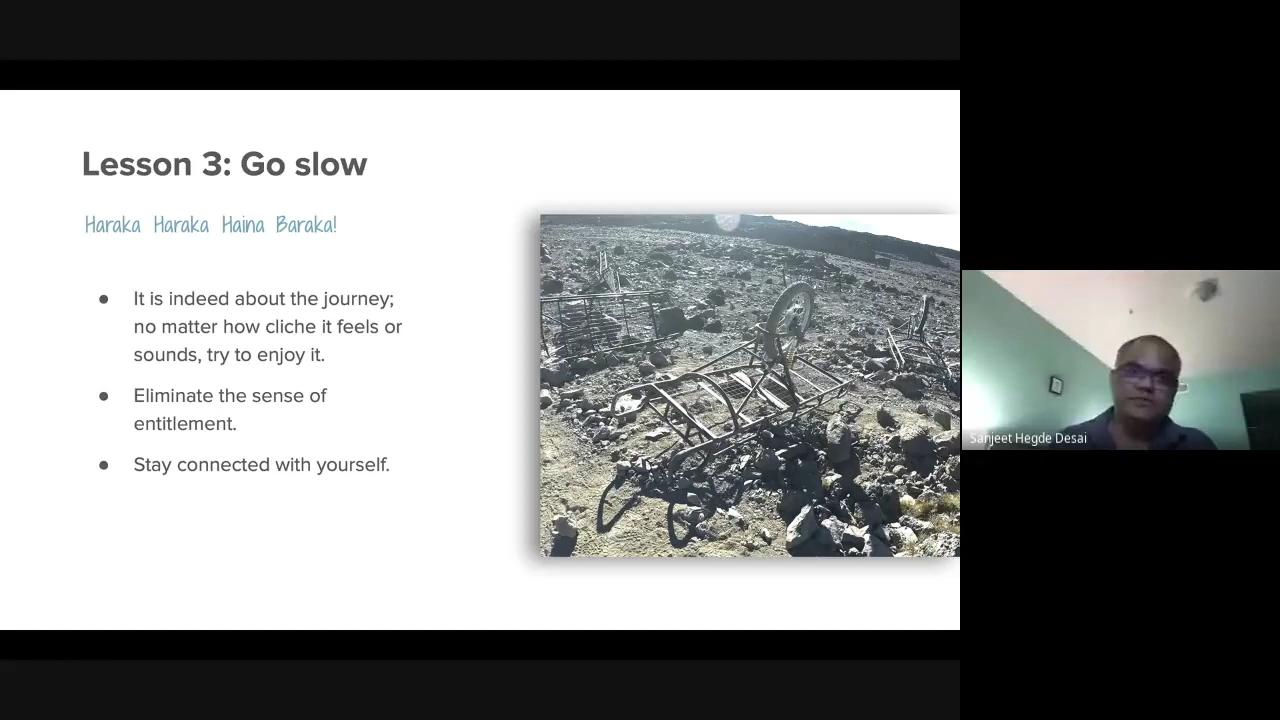 Lesson 3: Go slow
Haraka Haraka Haina Baraka!
● It is indeed about the journey;
no matter how cliche it feels or
sounds, try to enjoy it.
● Eliminate the sense of
entitlement.
● Stay connected with yourself.
Sanjeet Hegde Desai